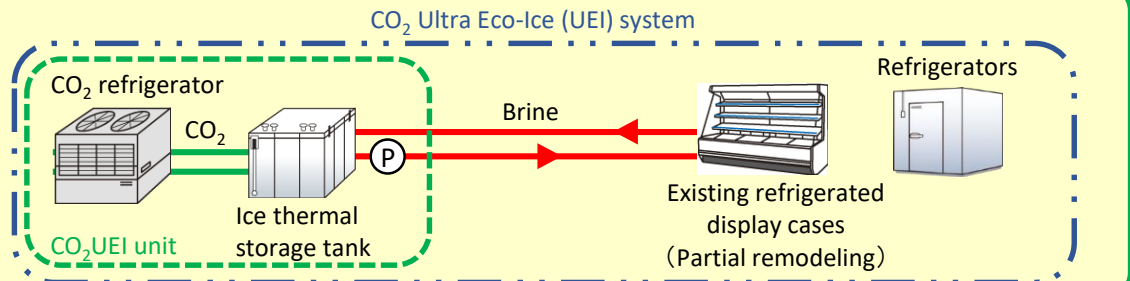 CO₂ Ultra Eco-Ice (UEI) system
CO₂ refrigerator
CO₂
Brine
Refrigerators
P
Ice thermal
storage tank
CO₂UEI unit
Existing refrigerated
display cases
（Partial remodeling）